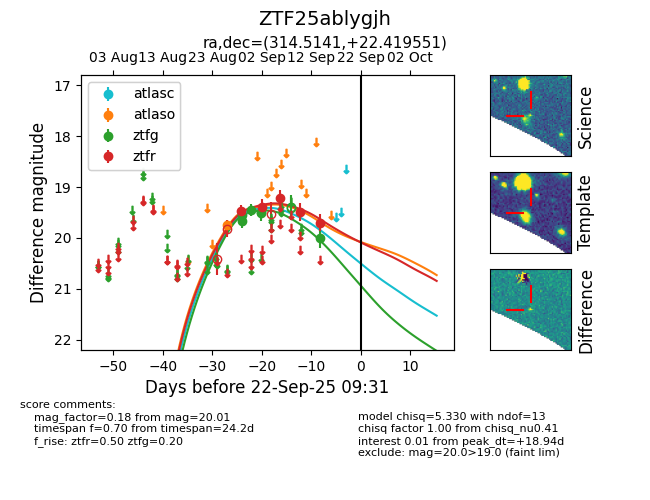 ZTF25ablygjh
ra,dec=(314.5141,+22.419551)
03 Aug 13 Aug 23 Aug 02 Sep 12 Sep 22 Sep 02 Oct
17
18
19
20
21
22
Difference magnitude
atlasc
atlaso
ztfg
ztfr
−50 −40 −30 −20 −10 0 10
Days before 22-Sep-25 09:31
Science
Template
Difference
score comments:
mag_factor=0.18 from mag=20.01
timespan f=0.70 from timespan=24.2d
f_rise: ztfr=0.50 ztfg=0.20
model chisq=5.330 with ndof=13
chisq factor 1.00 from chisq_nu0.41
interest 0.01 from peak_dt=+18.94d
exclude: mag=20.0>19.0 (faint lim)